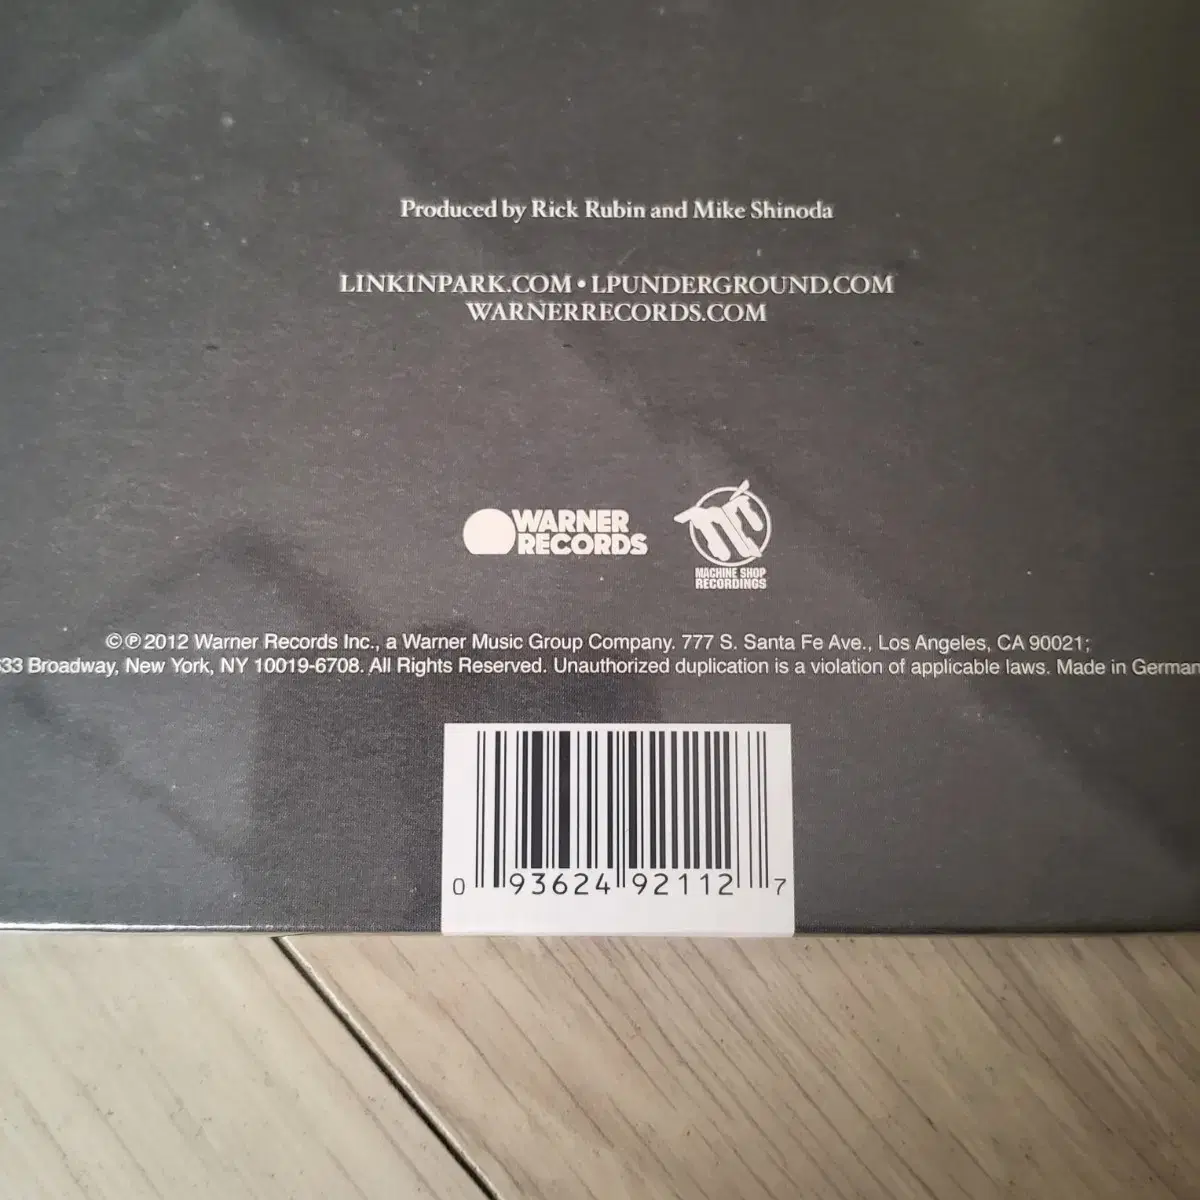 Produced by Rick Rubin and Mike Shinoda
LINKINPARK.COM • LPUNDERGROUND.COM
WARNERRECORDS.COM
WARNER
RECORDS
MACHINE SHOP
RECORDINGS
©℗ 2012 Warner Records Inc., a Warner Music Group Company. 777 S. Santa Fe Ave., Los Angeles, CA 90021;
Broadway, New York, NY 10019-6708. All Rights Reserved. Unauthorized duplication is a violation of applicable laws. Made in
0 93624 92112 7